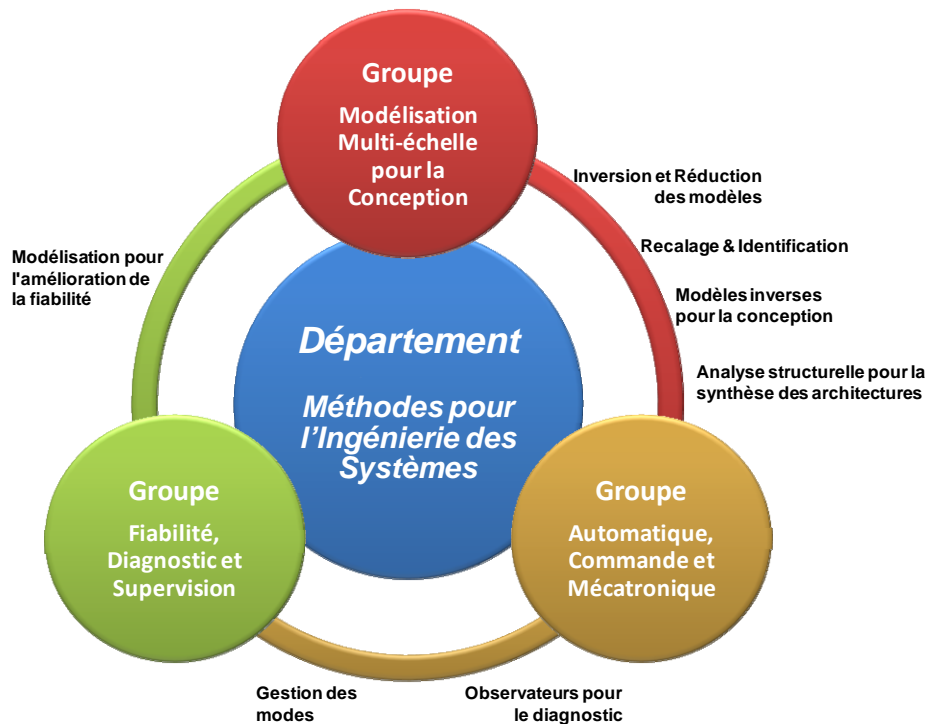 Groupe
Modélisation
Multi-échelle
pour la
Conception
Inversion et Réduction
des modèles
Recalage & Identification
Modèles inverses
pour la conception
Analyse structurelle pour la
synthèse des architectures
Modélisation pour
l'amélioration de
la fiabilité
Département
Méthodes pour
l’Ingénierie des
Systèmes
Groupe
Fiabilité,
Diagnostic et
Supervision
Groupe
Automatique,
Commande et
Mécatronique
Gestion des
modes
Observateurs pour
le diagnostic